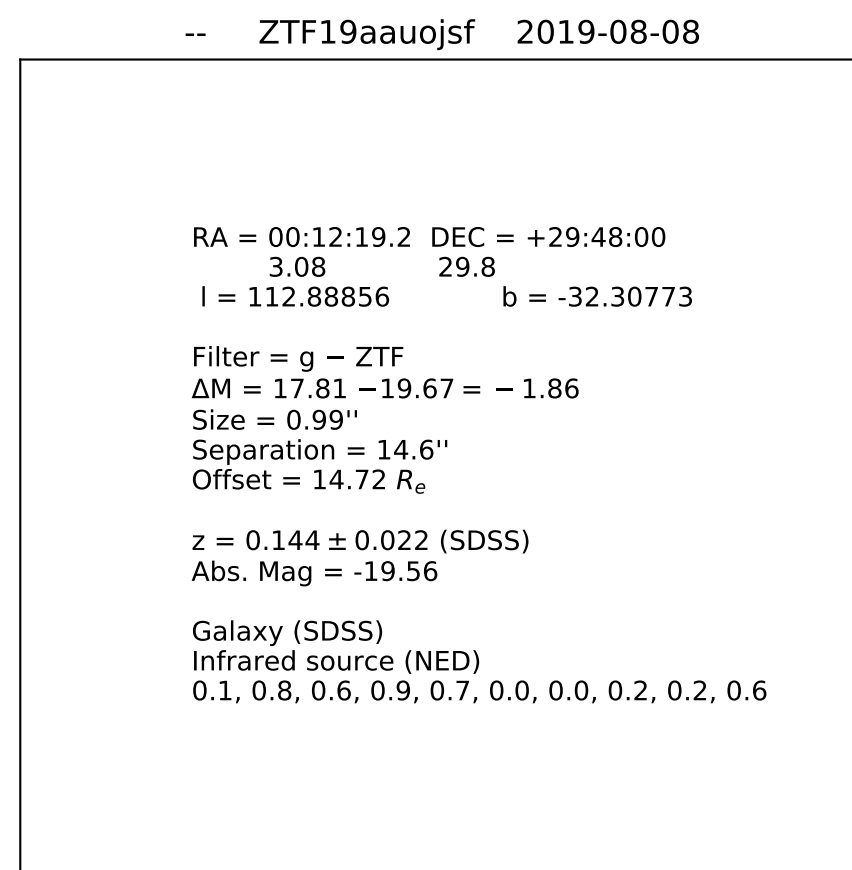 -- ZTF19aauojsf 2019-08-08
RA = 00:12:19.2 DEC = +29:48:00
3.08 29.8
l = 112.88856 b = -32.30773
Filter = g − ZTF
ΔM = 17.81 −19.67 = − 1.86
Size = 0.99''
Separation = 14.6''
Offset = 14.72 Re
z = 0.144 ± 0.022 (SDSS)
Abs. Mag = -19.56
Galaxy (SDSS)
Infrared source (NED)
0.1, 0.8, 0.6, 0.9, 0.7, 0.0, 0.0, 0.2, 0.2, 0.6